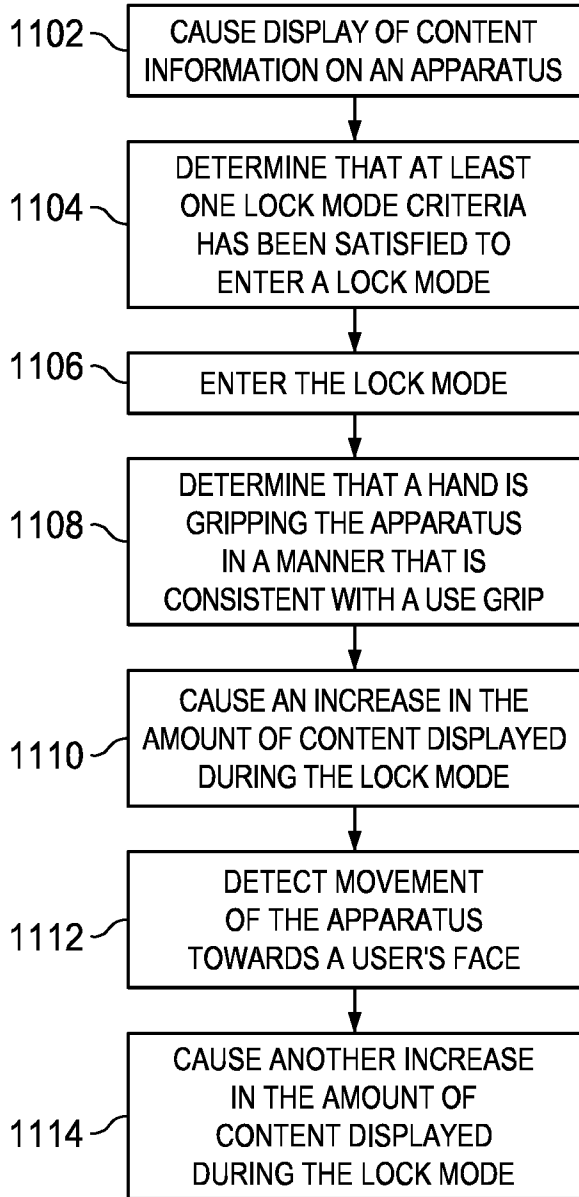 1102
CAUSE DISPLAY OF CONTENT
INFORMATION ON AN APPARATUS
1104
DETERMINE THAT AT LEAST
ONE LOCK MODE CRITERIA
HAS BEEN SATISFIED TO
ENTER A LOCK MODE
1106
ENTER THE LOCK MODE
1108
DETERMINE THAT A HAND IS
GRIPPING THE APPARATUS
IN A MANNER THAT IS
CONSISTENT WITH A USE GRIP
1110
CAUSE AN INCREASE IN THE
AMOUNT OF CONTENT DISPLAYED
DURING THE LOCK MODE
1112
DETECT MOVEMENT
OF THE APPARATUS
TOWARDS A USER'S FACE
1114
CAUSE ANOTHER INCREASE
IN THE AMOUNT OF
CONTENT DISPLAYED
DURING THE LOCK MODE